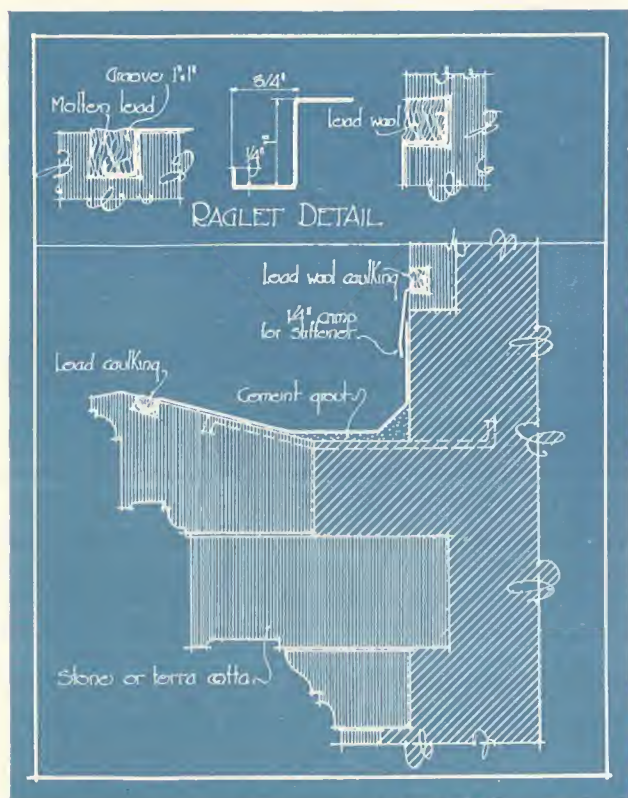 Groove 1"x1"
Molten lead
3/4"
1"
1/4"
Lead wool
RAGLET DETAIL
Lead wool caulking
1/4" crimp
for stiffener
Lead caulking
Cement grout
Stone or terra cotta